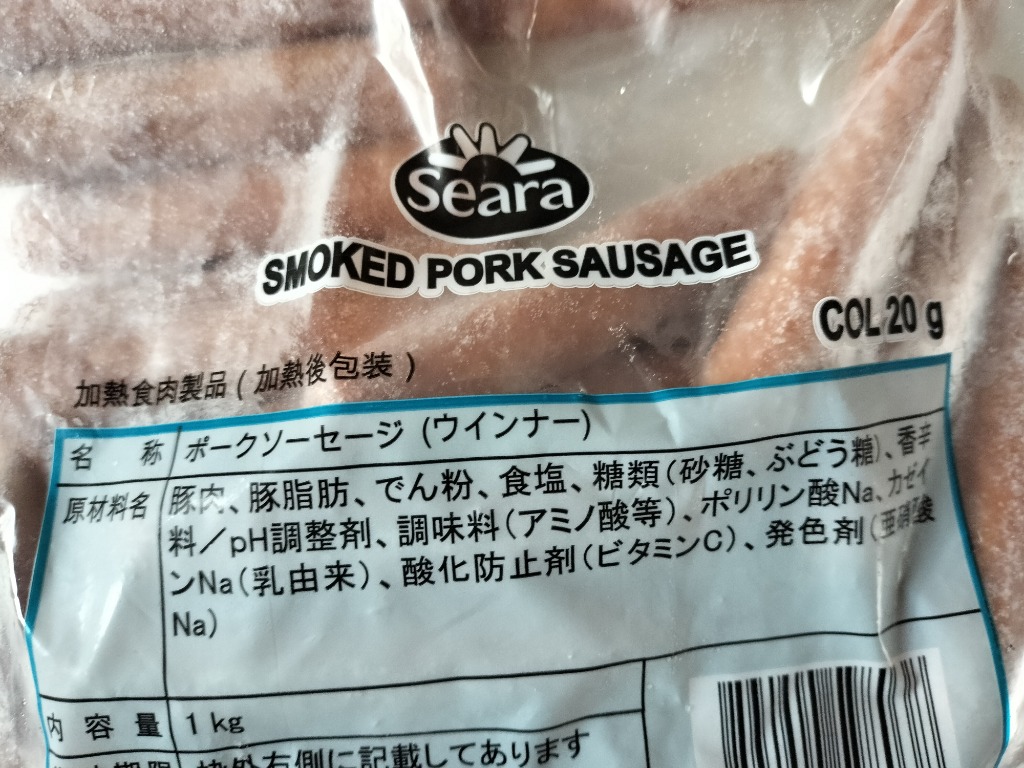 Seara
SMOKED PORK SAUSAGE
COL 20 g
加熱食肉製品(加熱後包装)
名 称 ポークソーセージ (ウインナー)
原材料名 豚肉、豚脂肪、でん粉、食塩、糖類(砂糖、ぶどう糖)、香辛
料/pH調整剤、調味料(アミノ酸等)、ポリリン酸Na、カゼイ
ンNa(乳由来)、酸化防止剤(ビタミンC)、発色剤(亜硝酸
Na)
内 容 量 1 kg
枠外右側に記載してあります